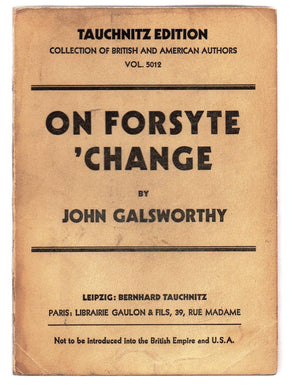 TAUCHNITZ EDITION
COLLECTION OF BRITISH AND AMERICAN AUTHORS
VOL. 5012
ON FORSYTE
'CHANGE
BY
JOHN GALSWORTHY
LEIPZIG: BERNHARD TAUCHNITZ
PARIS: LIBRAIRIE GAULON & FILS, 39, RUE MADAME
Not to be introduced into the British Empire and U.S.A.